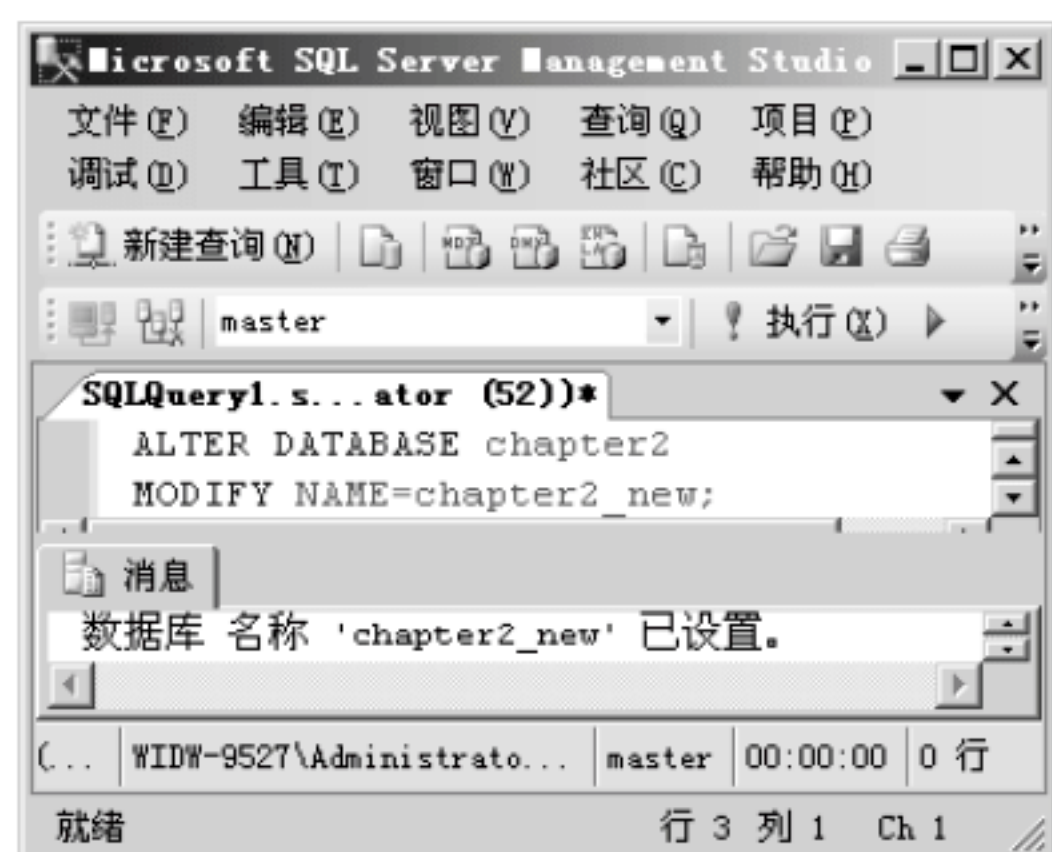 Microsoft SQL Server Management Studio
文件(F) 编辑(E) 视图(V) 查询(Q) 项目(P)
调试(D) 工具(T) 窗口(W) 社区(C) 帮助(H)
新建查询(N)
master 执行(X)
SQLQuery1.s...ator (52))*
ALTER DATABASE chapter2
MODIFY NAME=chapter2_new;
消息
数据库 名称 'chapter2_new' 已设置。
(... WIDW-9527\Administrato... master 00:00:00 0 行
就绪 行 3 列 1 Ch 1